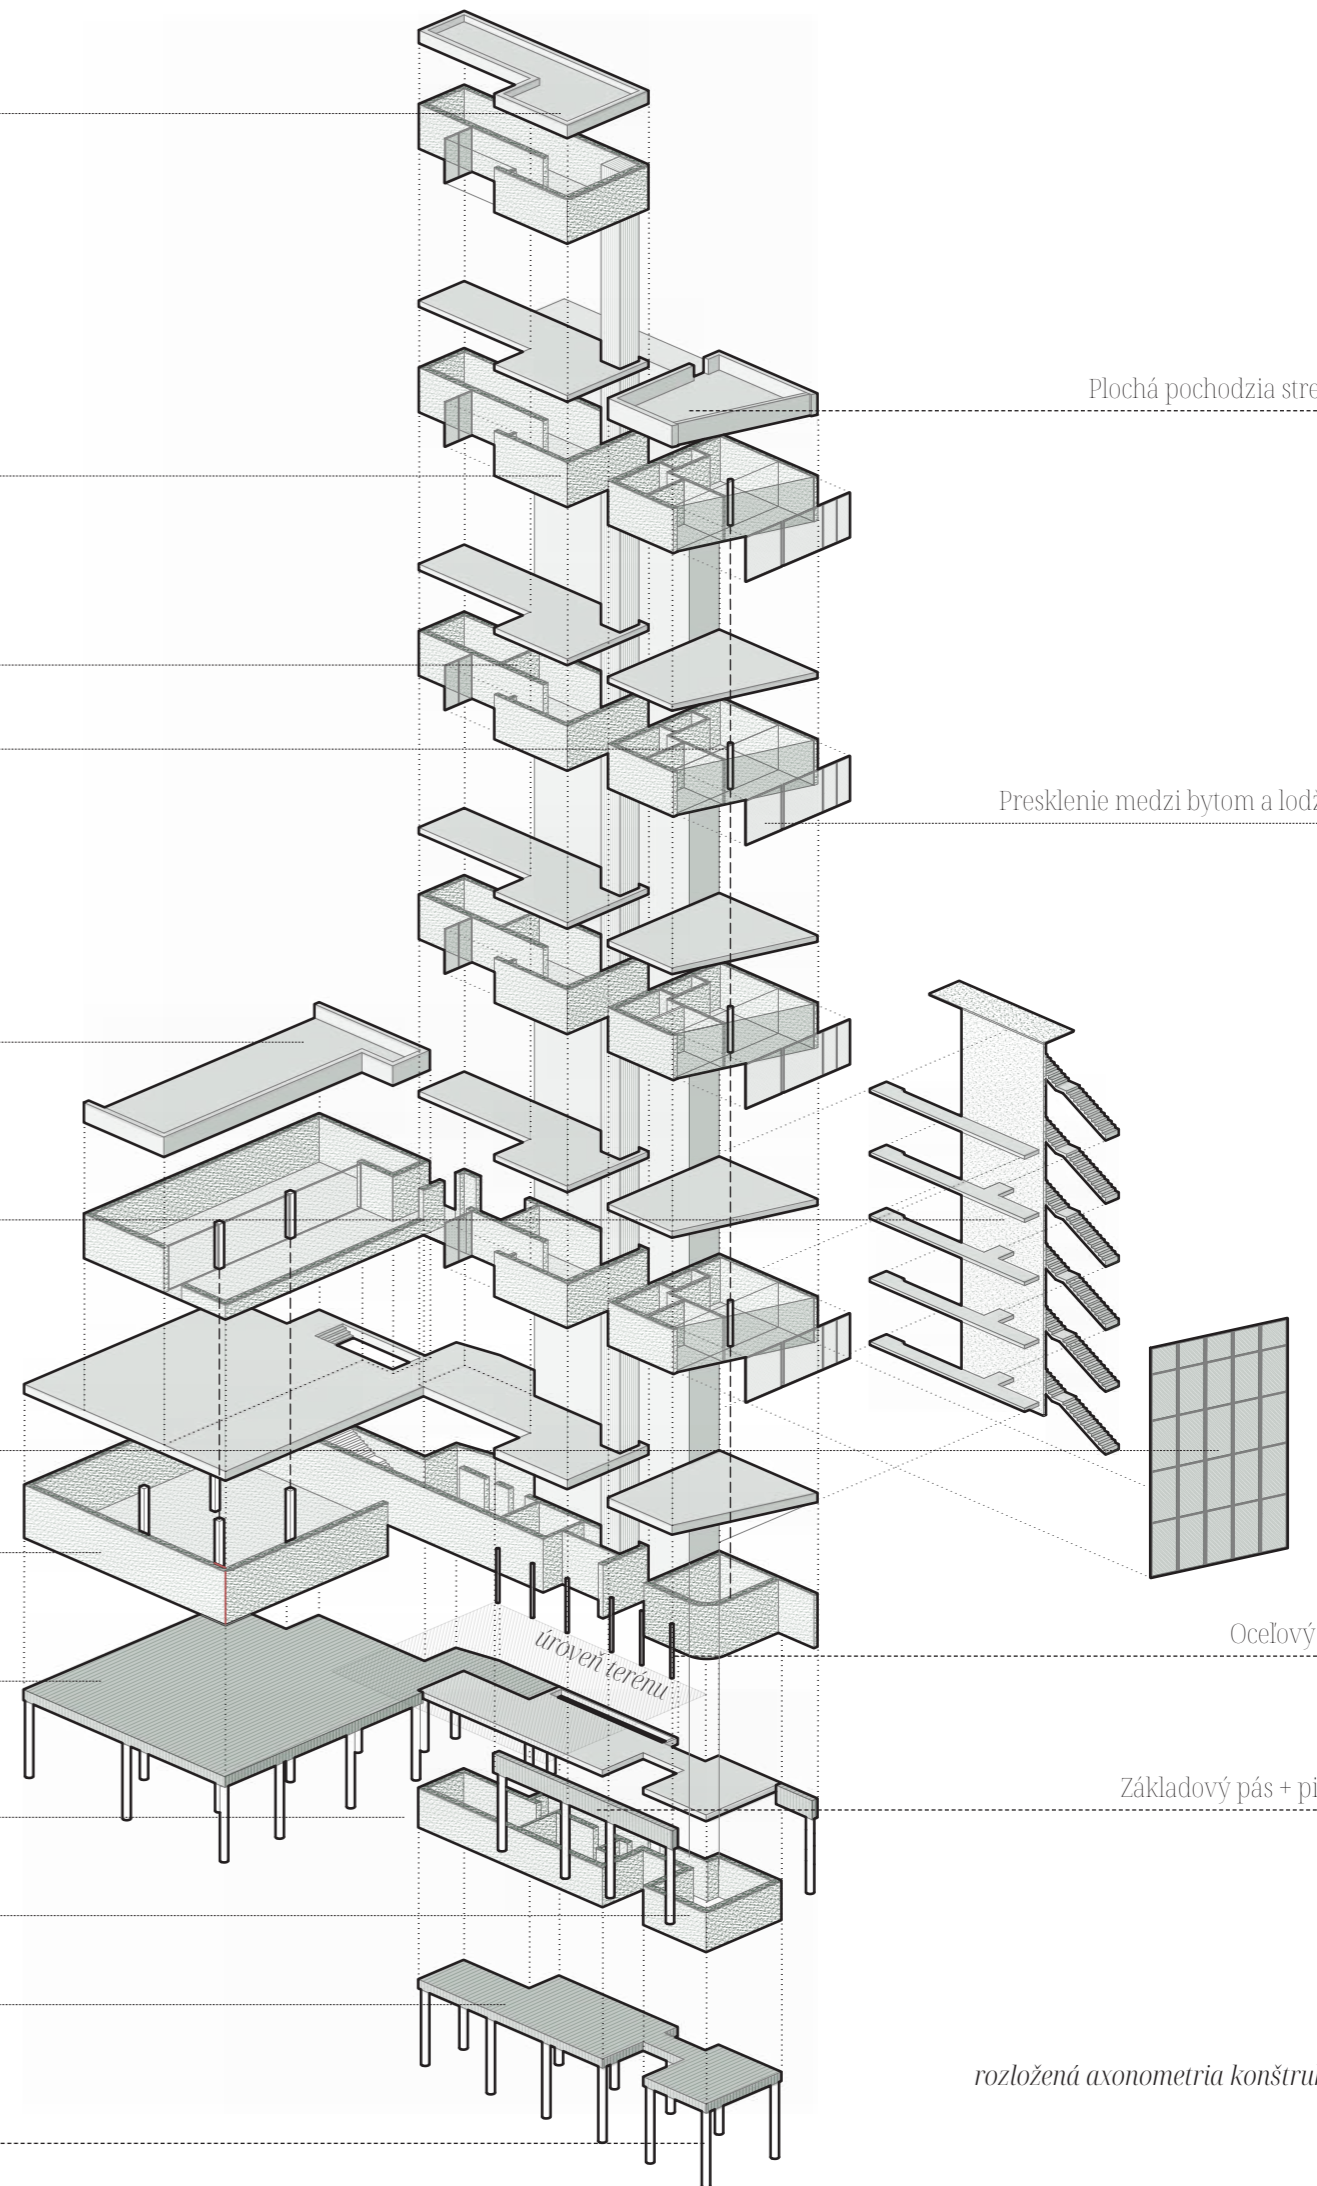 Plochá pochodzia stre
Presklenie medzi bytom a lodž
Oceľový
úroveň terénu
Základový pás + pi
rozložená axonometria konštru